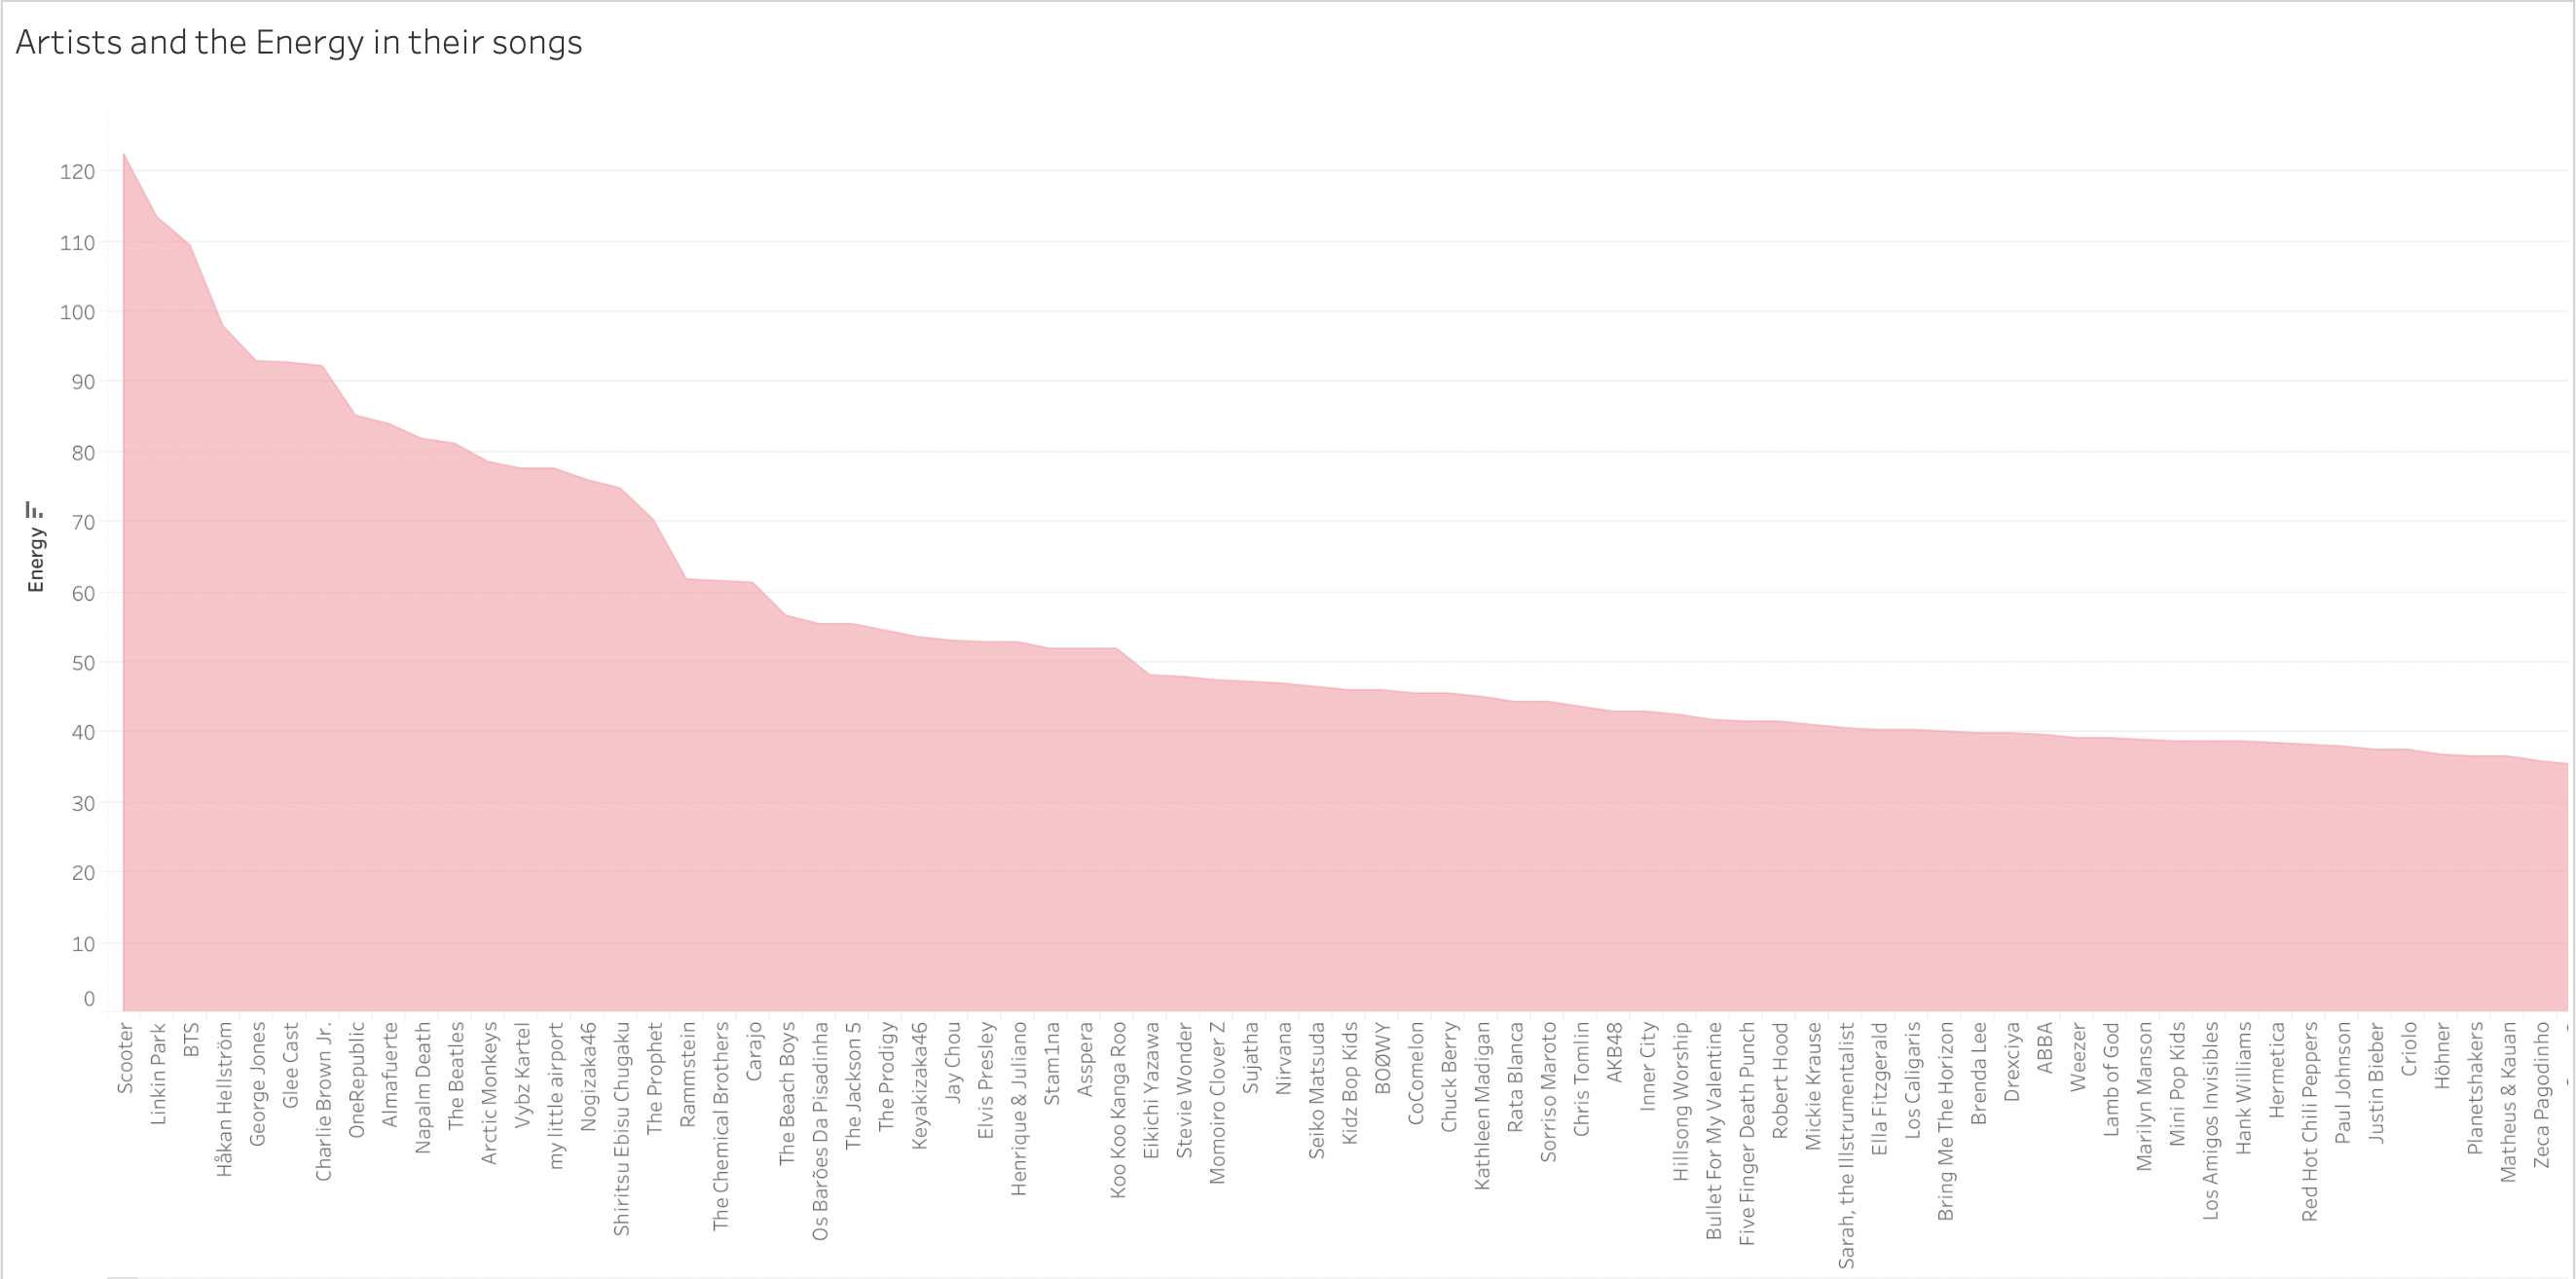 Artists and the Energy in their songs
120
110
100
90
80
70
60
50
40
30
20
10
0
Energy
Scooter
Linkin Park
BTS
Håkan Hellström
George Jones
Glee Cast
Charlie Brown Jr.
OneRepublic
Almafuerte
Napalm Death
The Beatles
Arctic Monkeys
Vybz Kartel
my little airport
Nogizaka46
Shiritsu Ebisu Chugaku
The Prophet
Rammstein
The Chemical Brothers
Carajo
The Beach Boys
Os Barões Da Pisadinha
The Jackson 5
The Prodigy
Keyakizaka46
Jay Chou
Elvis Presley
Henrique & Juliano
Stam1na
Asspera
Koo Koo Kanga Roo
Eikichi Yazawa
Stevie Wonder
Momoiro Clover Z
Sujatha
Nirvana
Seiko Matsuda
Kidz Bop Kids
BOØWY
CoComelon
Chuck Berry
Kathleen Madigan
Rata Blanca
Sorriso Maroto
Chris Tomlin
AKB48
Inner City
Hillsong Worship
Bullet For My Valentine
Five Finger Death Punch
Robert Hood
Mickie Krause
Sarah, the Illstrumentalist
Ella Fitzgerald
Los Caligaris
Bring Me The Horizon
Brenda Lee
Drexciya
ABBA
Weezer
Lamb of God
Marilyn Manson
Mini Pop Kids
Los Amigos Invisibles
Hank Williams
Hermetica
Red Hot Chili Peppers
Paul Johnson
Justin Bieber
Criolo
Höhner
Planetshakers
Matheus & Kauan
Zeca Pagodinho